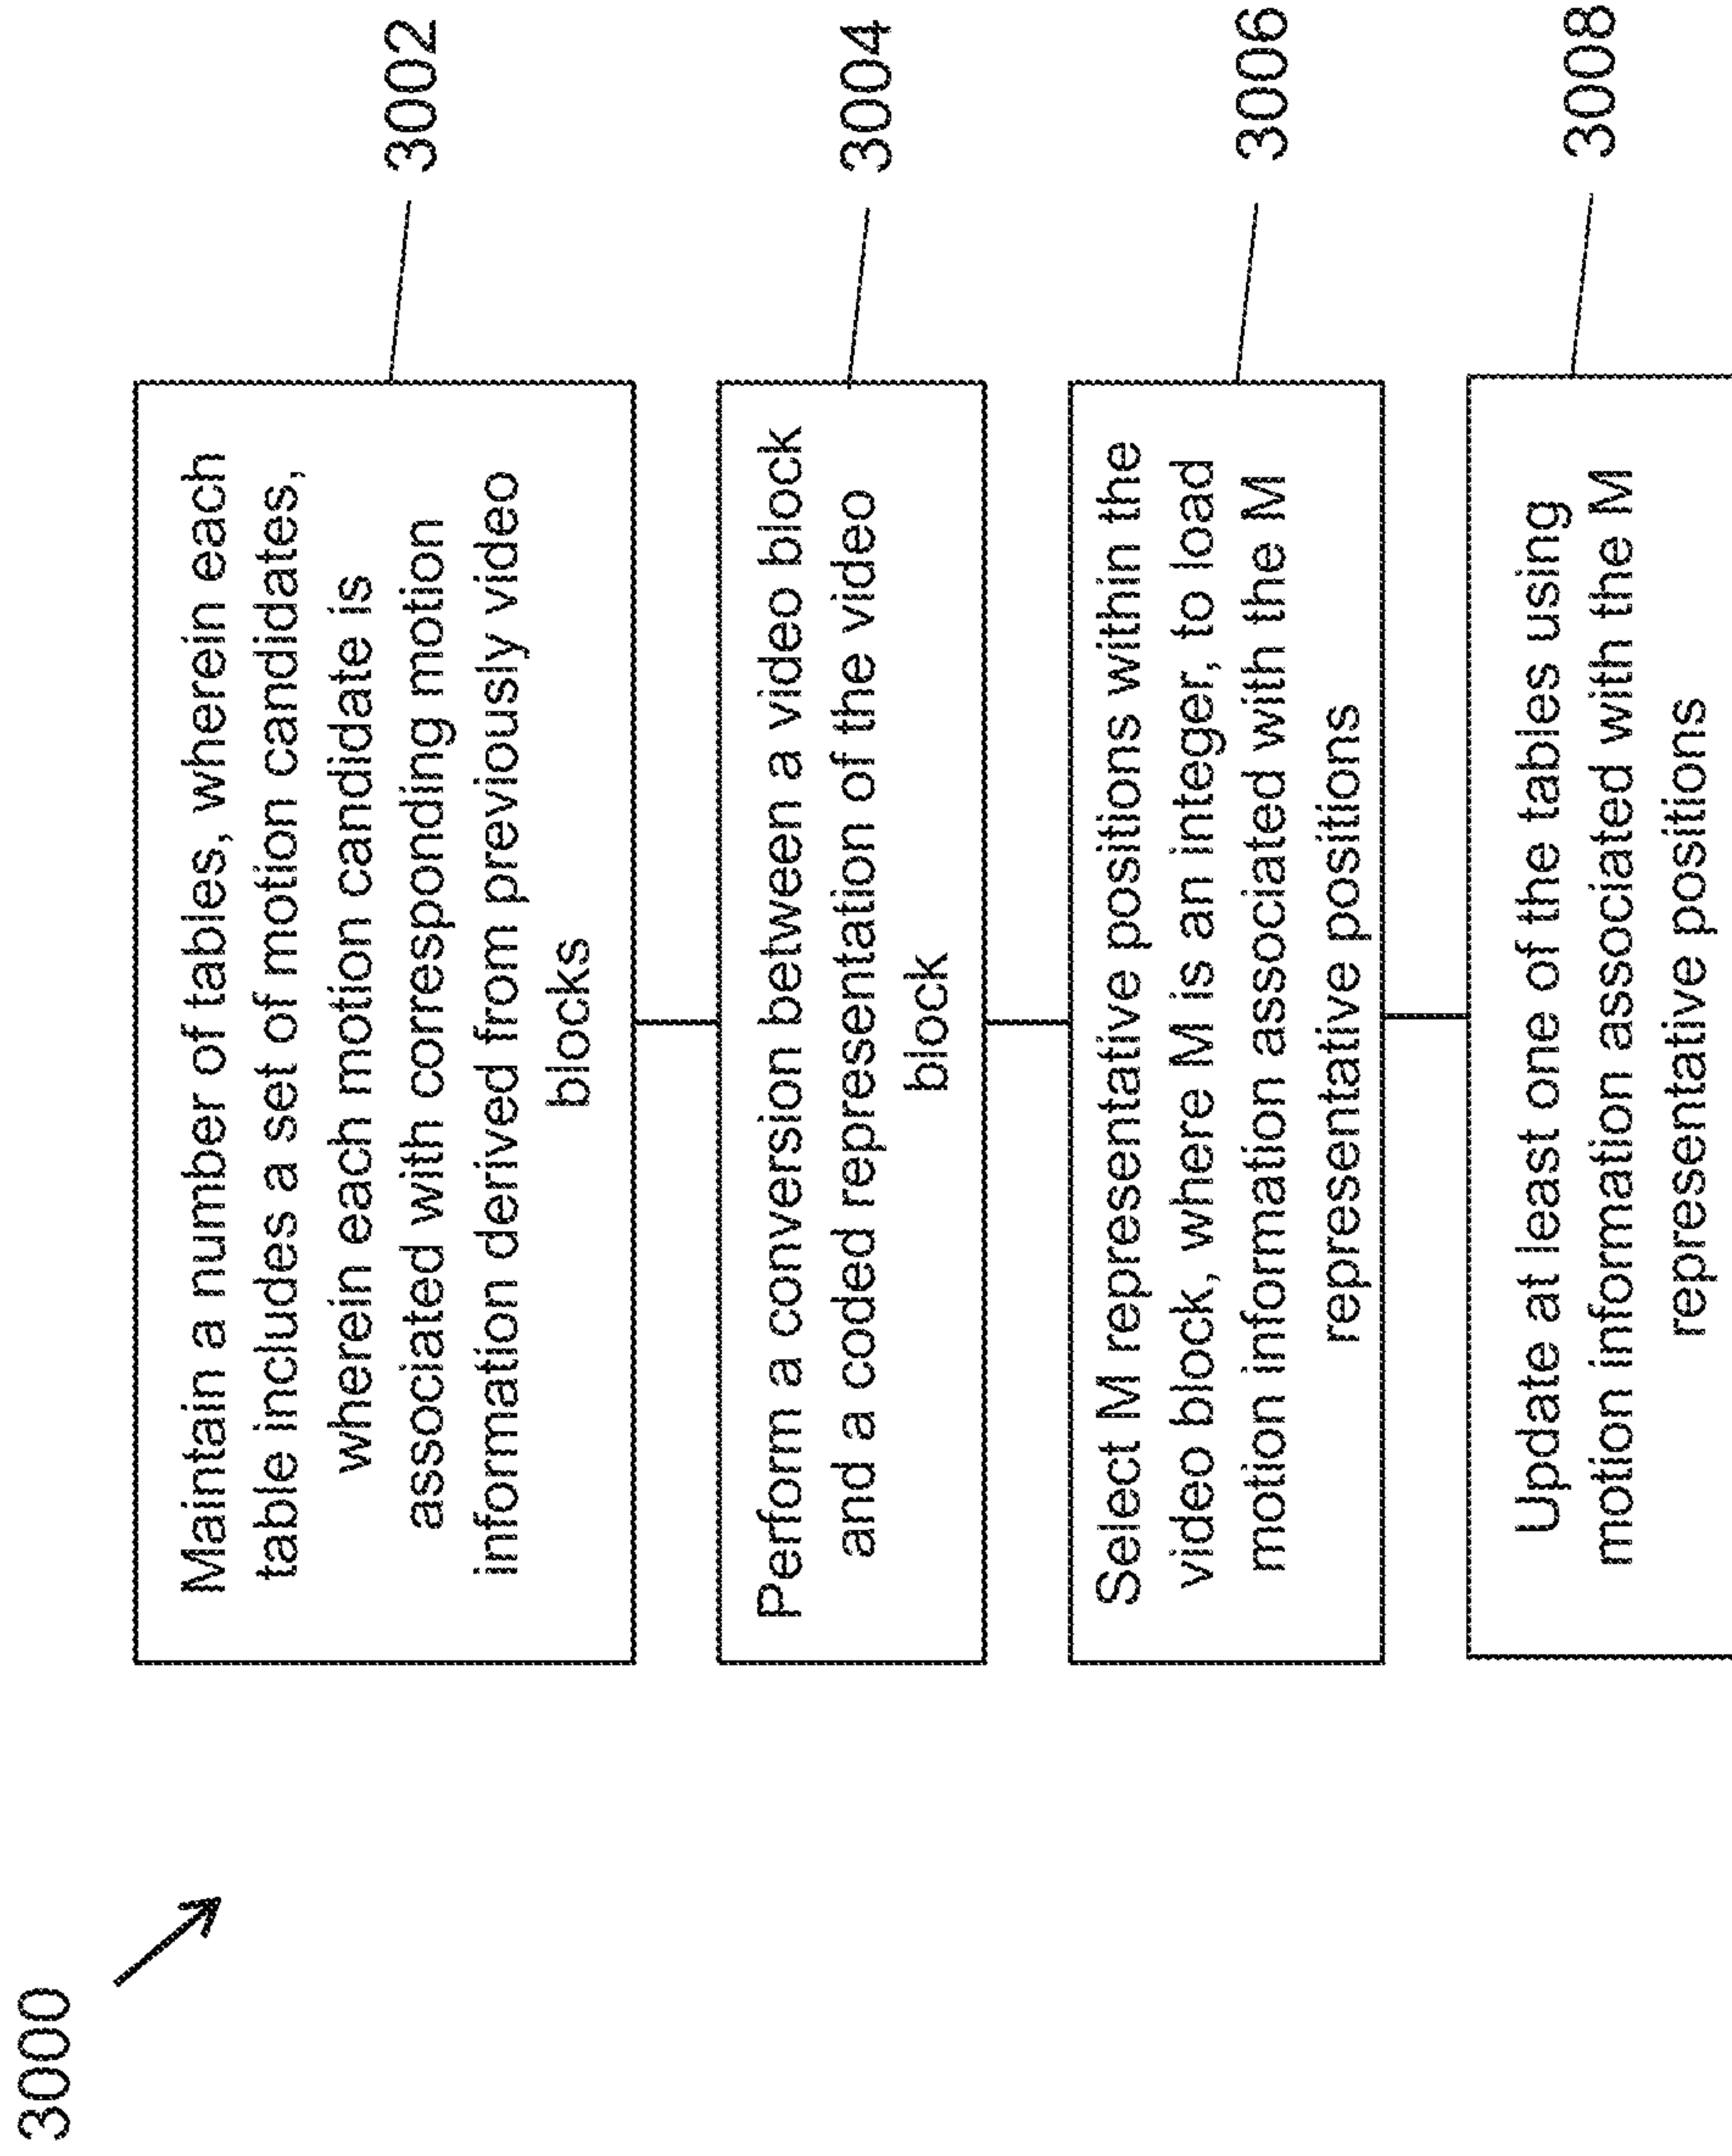 3000
Maintain a number of tables, wherein each
table includes a set of motion candidates,
wherein each motion candidate is
associated with corresponding motion
information derived from previously video
blocks
3002
Perform a conversion between a video block
and a coded representation of the video
block
3004
Select M representative positions within the
video block, where M is an integer, to load
motion information associated with the M
representative positions
3006
Update at least one of the tables using
motion information associated with the M
representative positions
3008